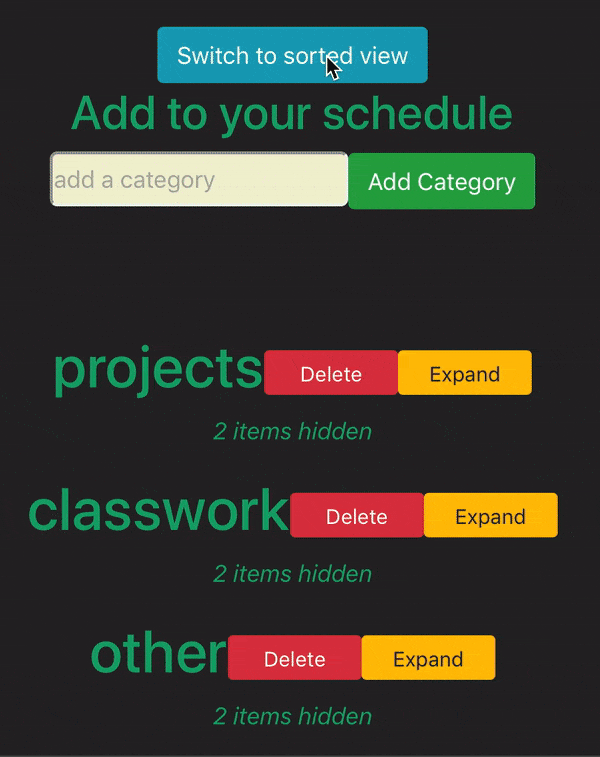 Switch to sorted view
Add to your schedule
add a category Add Category
projects Delete Expand
2 items hidden
classwork Delete Expand
2 items hidden
other Delete Expand
2 items hidden